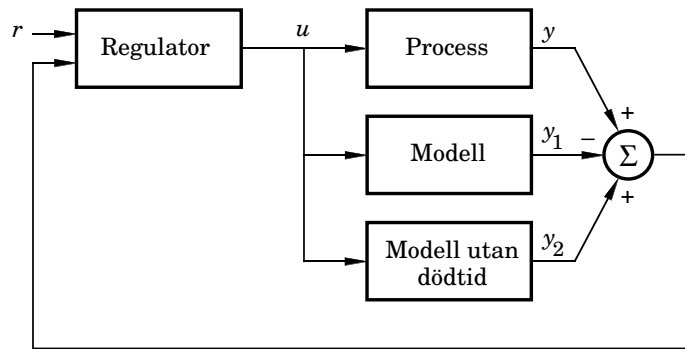 r
Regulator
u
Process
y
+
Modell
y1
−
Σ
+
Modell utan
dödtid
y2